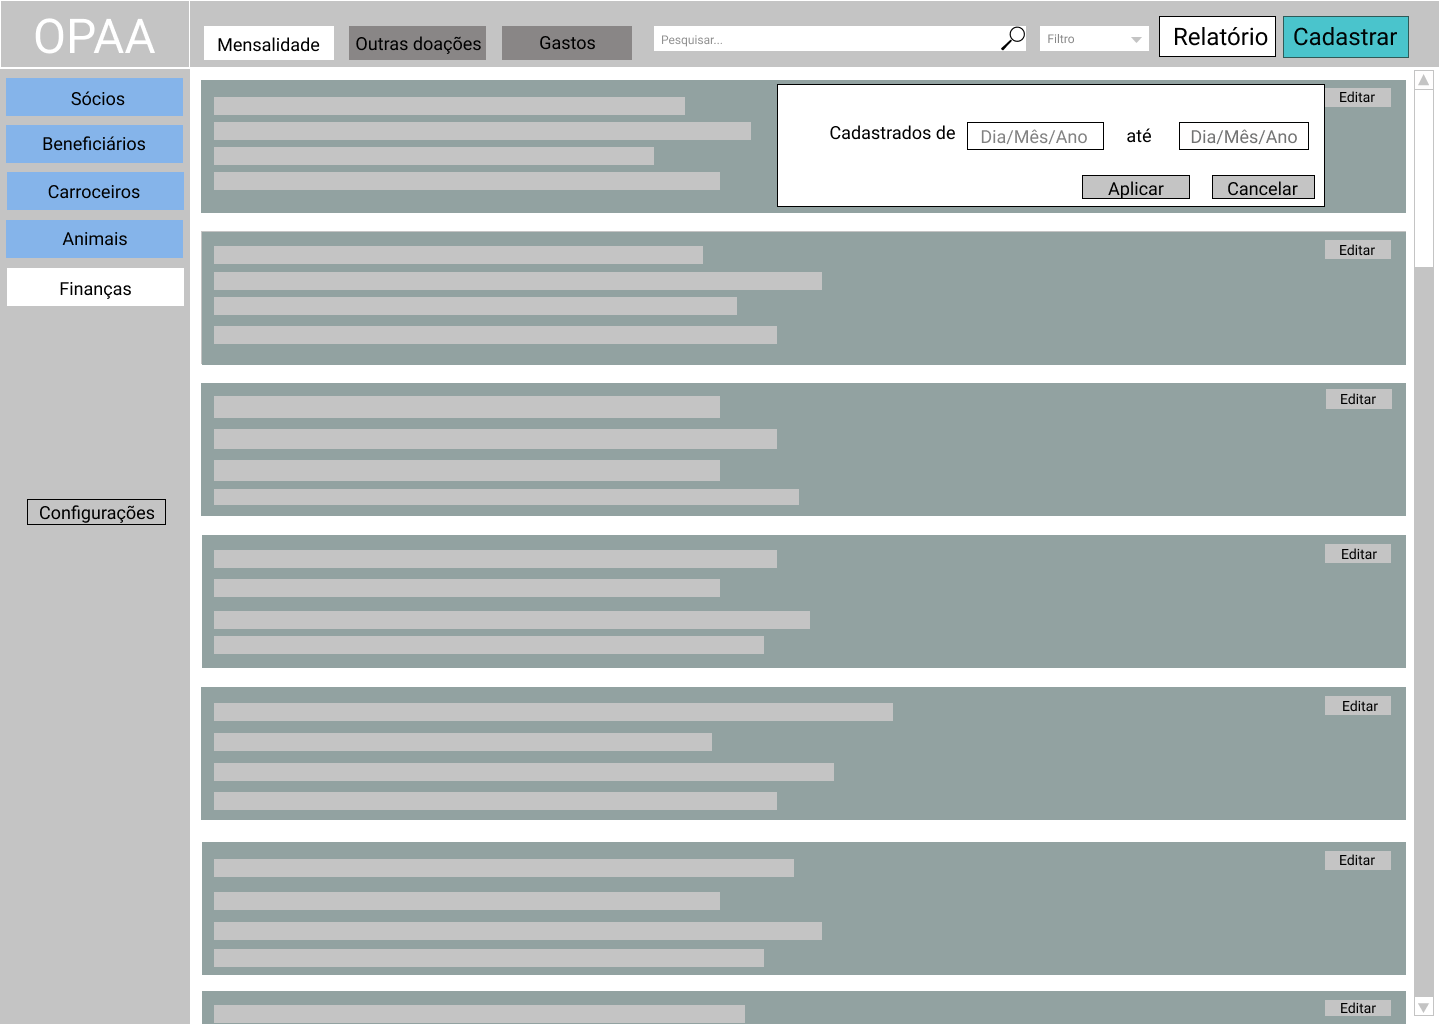 OPAA
Mensalidade
Outras doações
Gastos
Pesquisar...
Filtro
Relatório
Cadastrar
Sócios
Beneficiários
Carroceiros
Animais
Finanças
Configurações
Cadastrados de
Dia/Mês/Ano
até
Dia/Mês/Ano
Aplicar
Cancelar
Editar
Editar
Editar
Editar
Editar
Editar
Editar